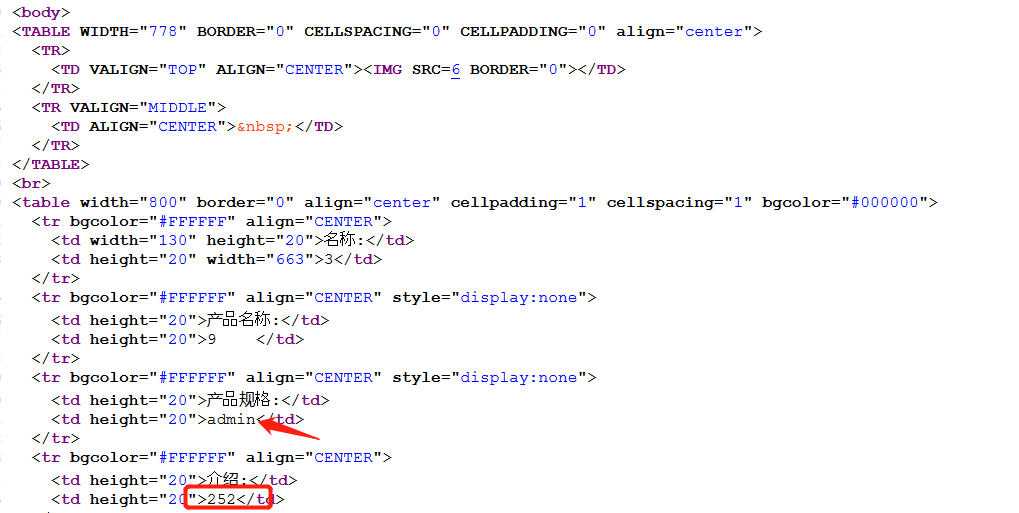 <body>
<TABLE WIDTH="778" BORDER="0" CELLSPACING="0" CELLPADDING="0" align="center">
<TR>
<TD VALIGN="TOP" ALIGN="CENTER"><IMG SRC=6 BORDER="0"></TD>
</TR>
<TR VALIGN="MIDDLE">
<TD ALIGN="CENTER">&nbsp;</TD>
</TR>
</TABLE>
<br>
<table width="800" border="0" align="center" cellpadding="1" cellspacing="1" bgcolor="#000000">
<tr bgcolor="#FFFFFF" align="CENTER">
<td width="130" height="20">名称:</td>
<td height="20" width="663">3</td>
</tr>
<tr bgcolor="#FFFFFF" align="CENTER" style="display:none">
<td height="20">产品名称:</td>
<td height="20">9    </td>
</tr>
<tr bgcolor="#FFFFFF" align="CENTER" style="display:none">
<td height="20">产品规格:</td>
<td height="20">admin</td>
</tr>
<tr bgcolor="#FFFFFF" align="CENTER">
<td height="20">介绍:</td>
<td height="20">252</td>